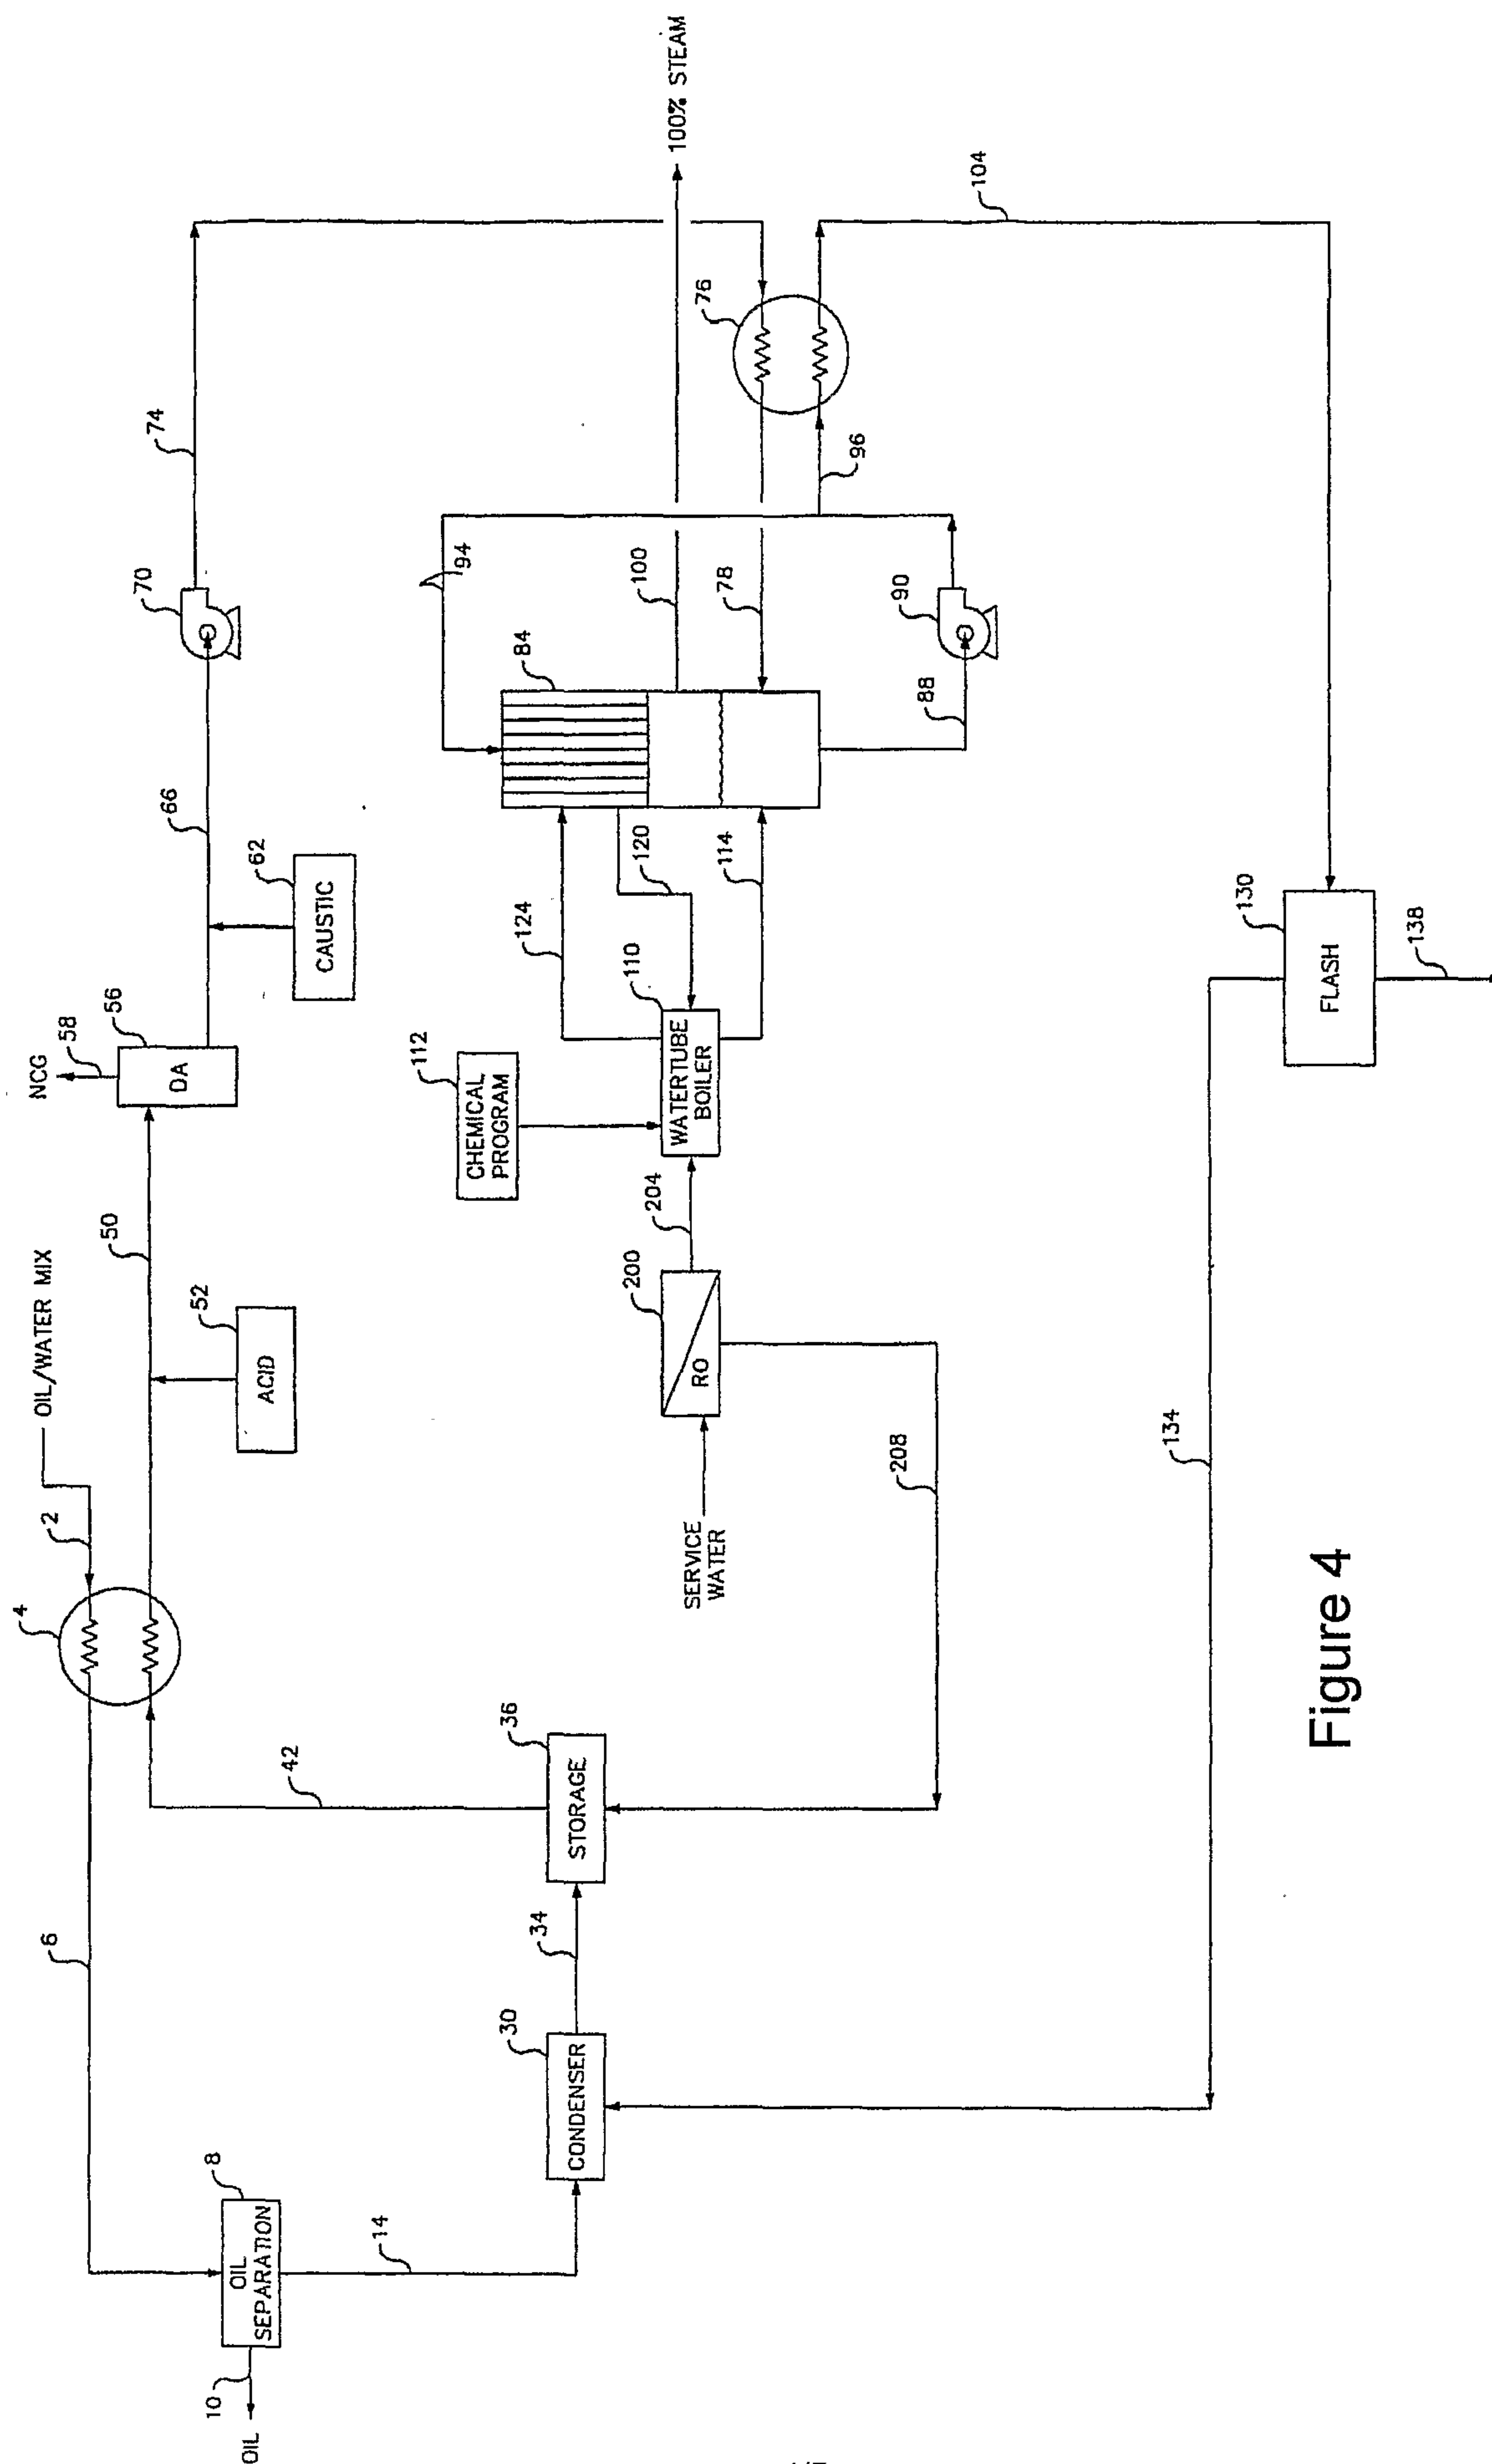 OIL/WATER MIX
2
4
6
OIL
SEPARATION
8
10
OIL
14
CONDENSER
30
34
STORAGE
36
42
50
ACID
52
NCG
58
DA
56
CAUSTIC
62
66
70
74
SERVICE
WATER
RO
200
204
208
CHEMICAL
PROGRAM
112
WATERTUBE
BOILER
110
114
120
124
84
94
100
100% STEAM
78
76
88
90
96
104
FLASH
130
134
138
Figure 4